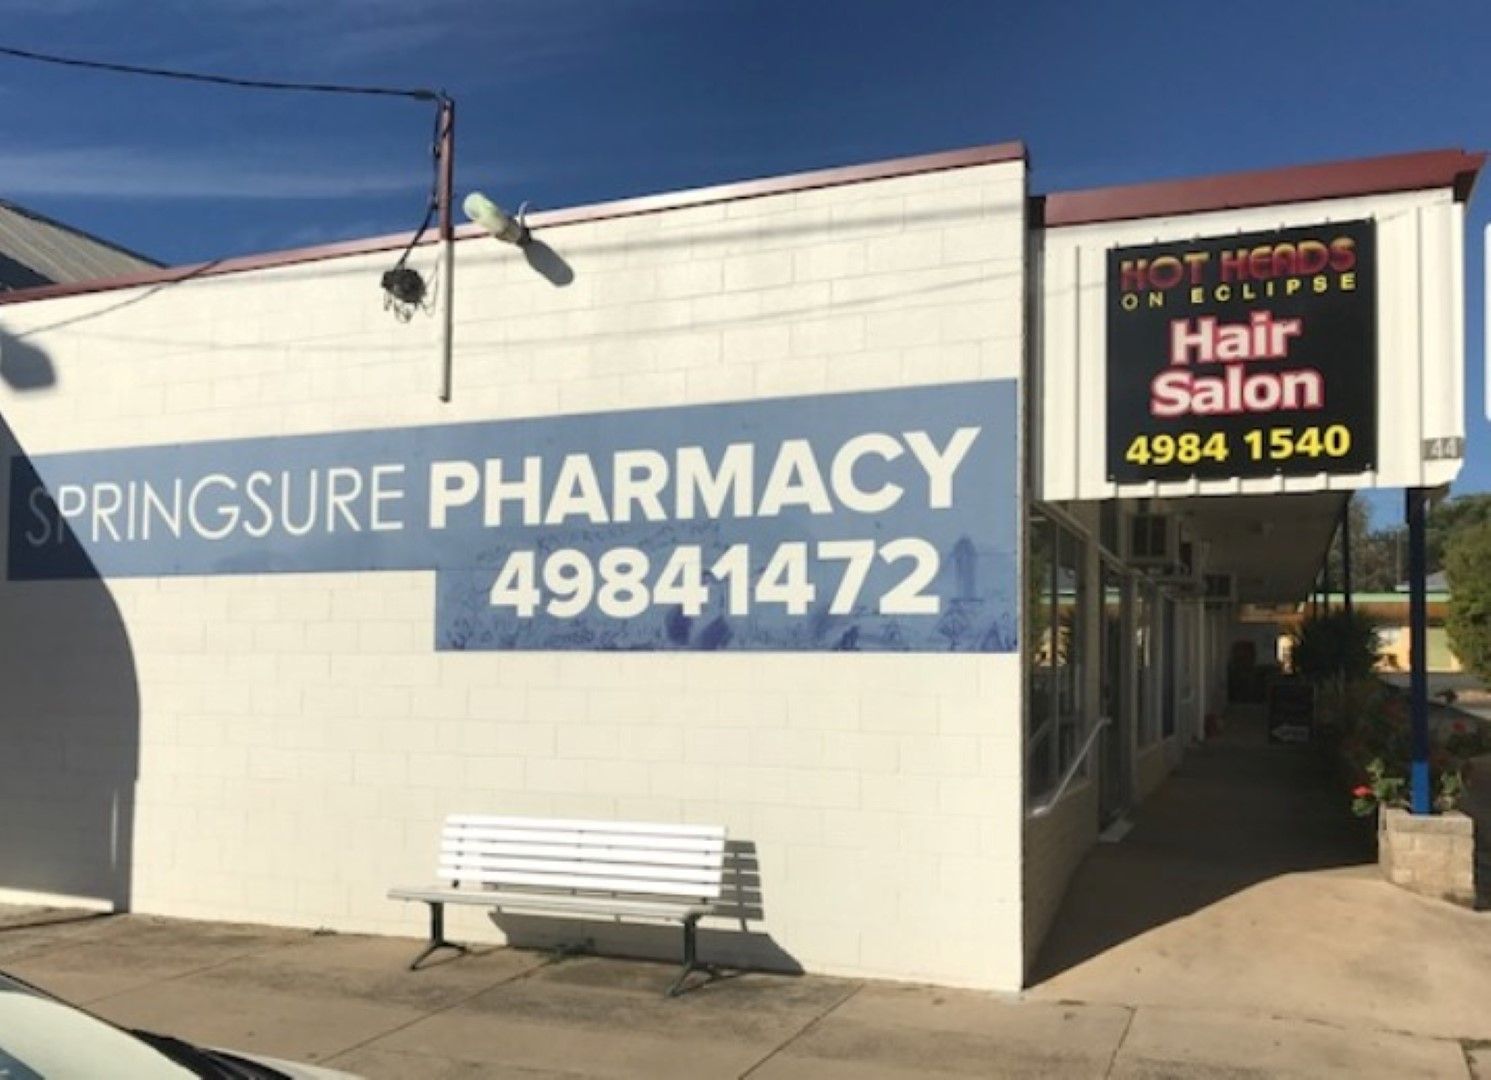 SPRINGSURE PHARMACY
49841472
HOT HEADS
ON ECLIPSE
Hair
Salon
4984 1540
44